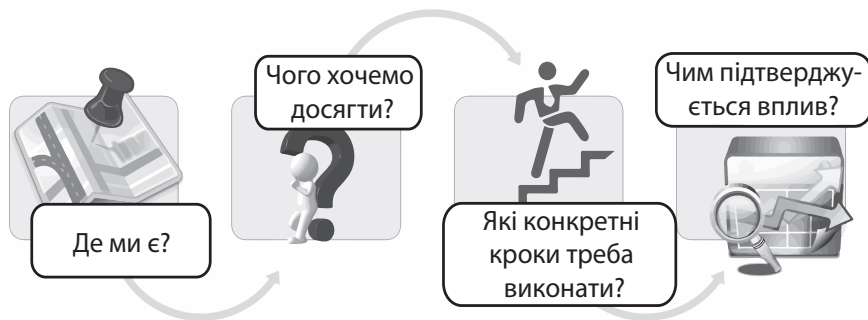 Де ми є?
Чого хочемо
досягти?
Які конкретні
кроки треба
виконати?
Чим підтверджу-
ється вплив?